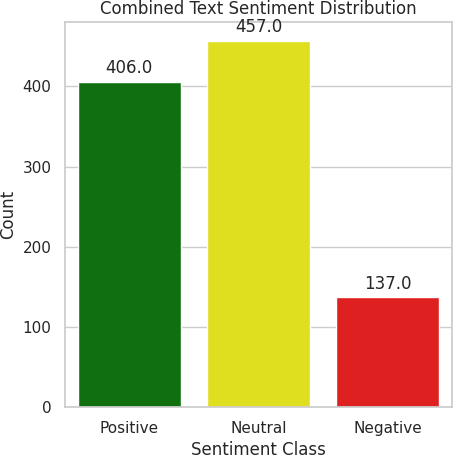 Combined Text Sentiment Distribution
457.0
406.0
137.0
400
300
200
100
0
Count
Positive Neutral Negative
Sentiment Class